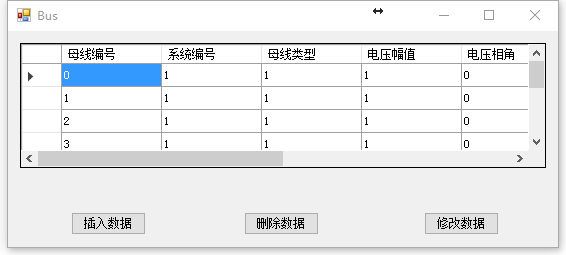 Bus
母线编号 系统编号 母线类型 电压幅值 电压相角
0 1 1 1 0
1 1 1 1 0
2 1 1 1 0
3 1 1 1 0
插入数据 删除数据 修改数据